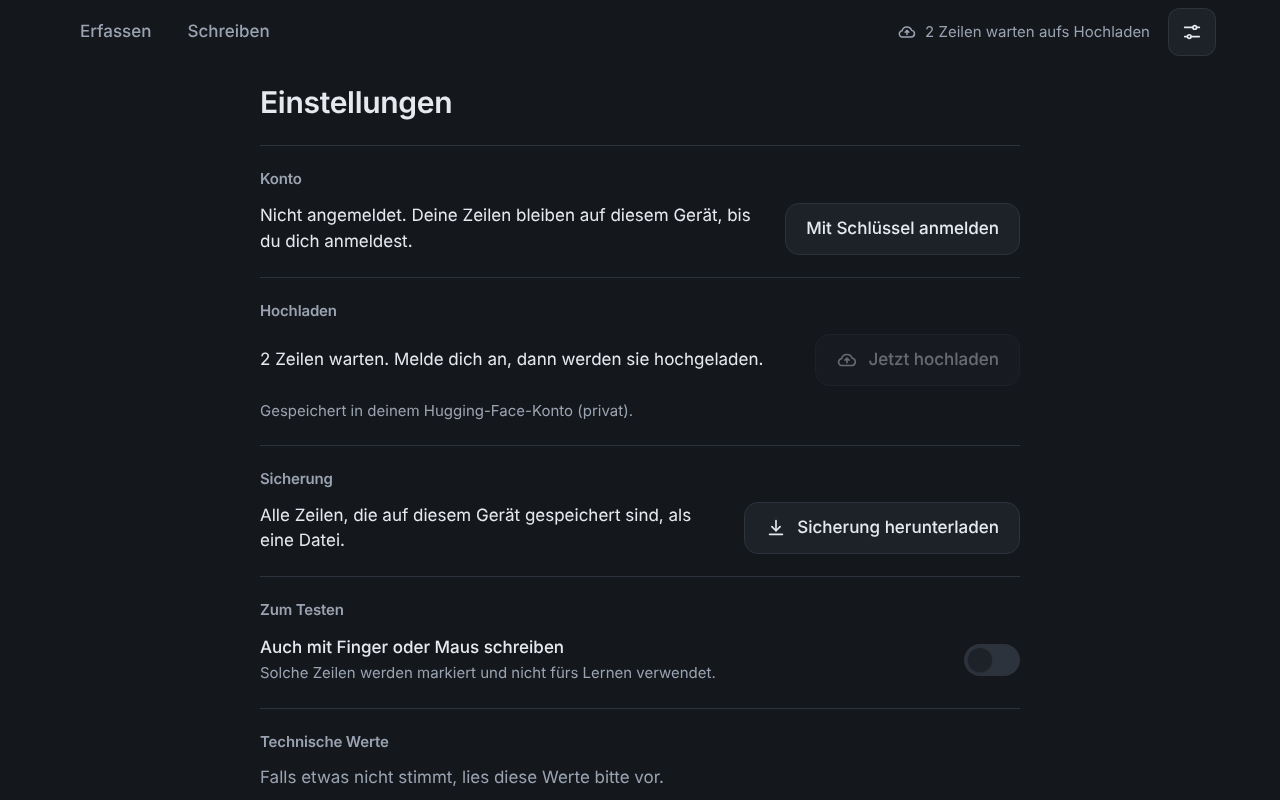 Erfassen
Schreiben
2 Zeilen warten aufs Hochladen
Einstellungen
Konto
Nicht angemeldet. Deine Zeilen bleiben auf diesem Gerät, bis
du dich anmeldest.
Mit Schlüssel anmelden
Hochladen
2 Zeilen warten. Melde dich an, dann werden sie hochgeladen.
Jetzt hochladen
Gespeichert in deinem Hugging-Face-Konto (privat).
Sicherung
Alle Zeilen, die auf diesem Gerät gespeichert sind, als
eine Datei.
Sicherung herunterladen
Zum Testen
Auch mit Finger oder Maus schreiben
Solche Zeilen werden markiert und nicht fürs Lernen verwendet.
Technische Werte
Falls etwas nicht stimmt, lies diese Werte bitte vor.